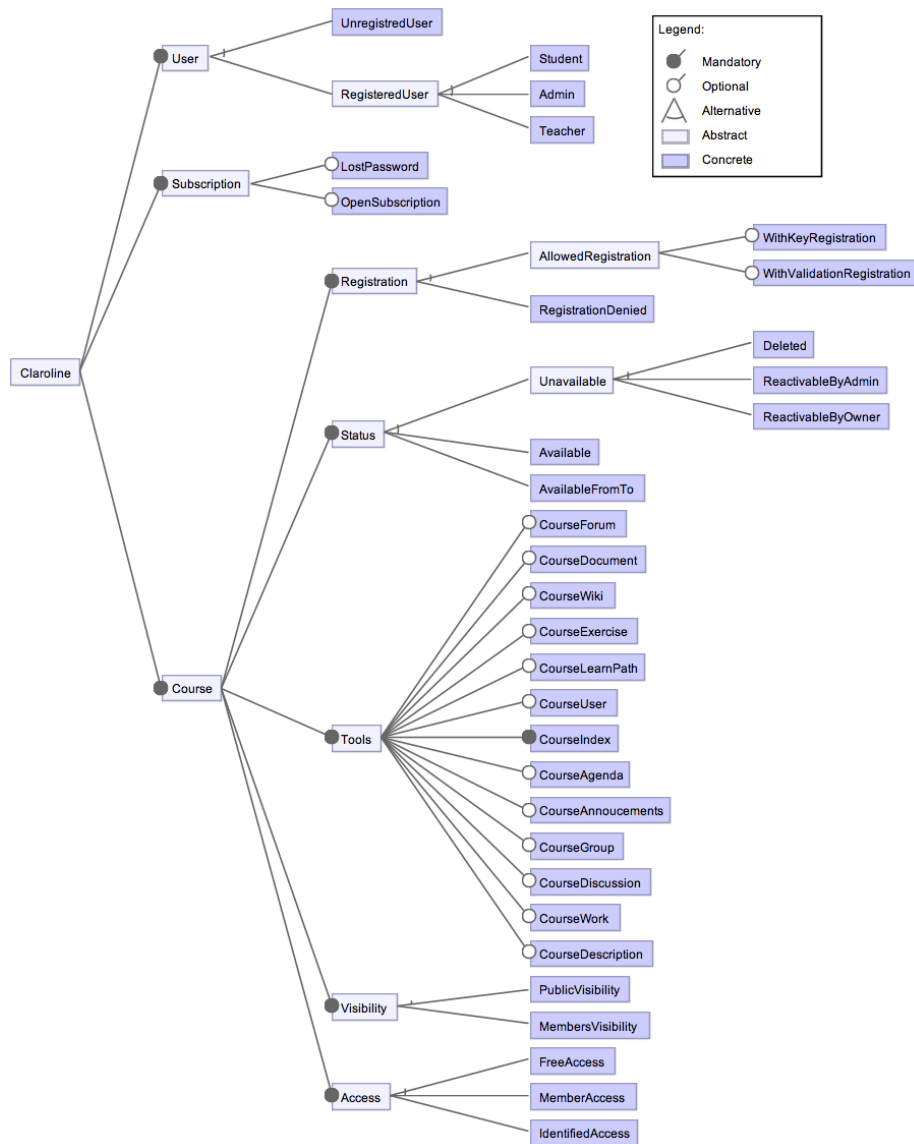 UnregistredUser
User
RegisteredUser
Student
Admin
Teacher
Legend:
Mandatory
Optional
Alternative
Abstract
Concrete
LostPassword
Subscription
OpenSubscription
WithKeyRegistration
AllowedRegistration
WithValidationRegistration
Registration
RegistrationDenied
Claroline
Deleted
Unavailable
ReactivableByAdmin
ReactivableByOwner
Status
Available
AvailableFromTo
CourseForum
CourseDocument
CourseWiki
CourseExercise
CourseLearnPath
Course
CourseUser
Tools
CourseIndex
CourseAgenda
CourseAnnoucements
CourseGroup
CourseDiscussion
CourseWork
CourseDescription
PublicVisibility
Visibility
MembersVisibility
FreeAccess
Access
MemberAccess
IdentifiedAccess